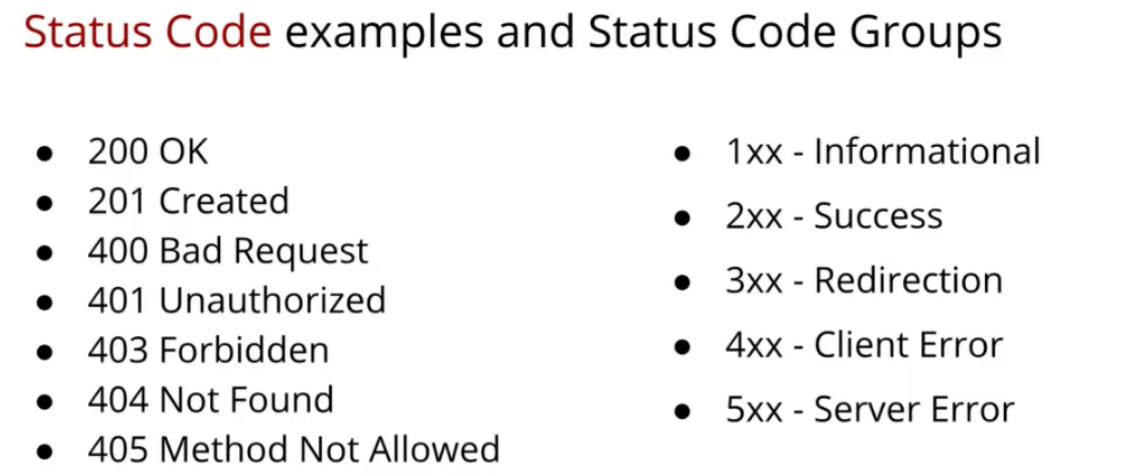 Status Code examples and Status Code Groups
● 200 OK
● 201 Created
● 400 Bad Request
● 401 Unauthorized
● 403 Forbidden
● 404 Not Found
● 405 Method Not Allowed
● 1xx - Informational
● 2xx - Success
● 3xx - Redirection
● 4xx - Client Error
● 5xx - Server Error